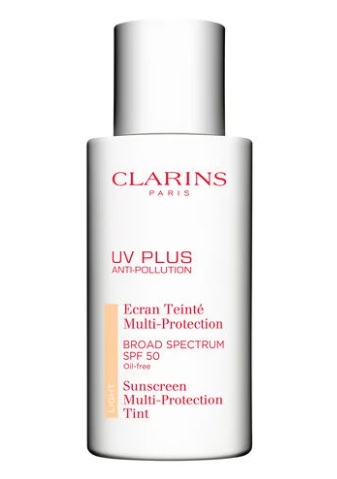 CLARINS
PARIS
UV PLUS
ANTI-POLLUTION
Ecran Teinté
Multi-Protection
BROAD SPECTRUM
SPF 50
Oil-free
LIGHT
Sunscreen
Multi-Protection
Tint